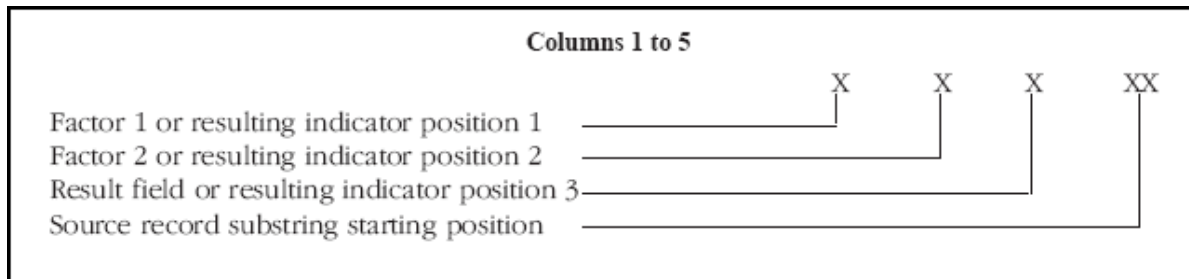 Columns 1 to 5
X X X XX
Factor 1 or resulting indicator position 1
Factor 2 or resulting indicator position 2
Result field or resulting indicator position 3
Source record substring starting position